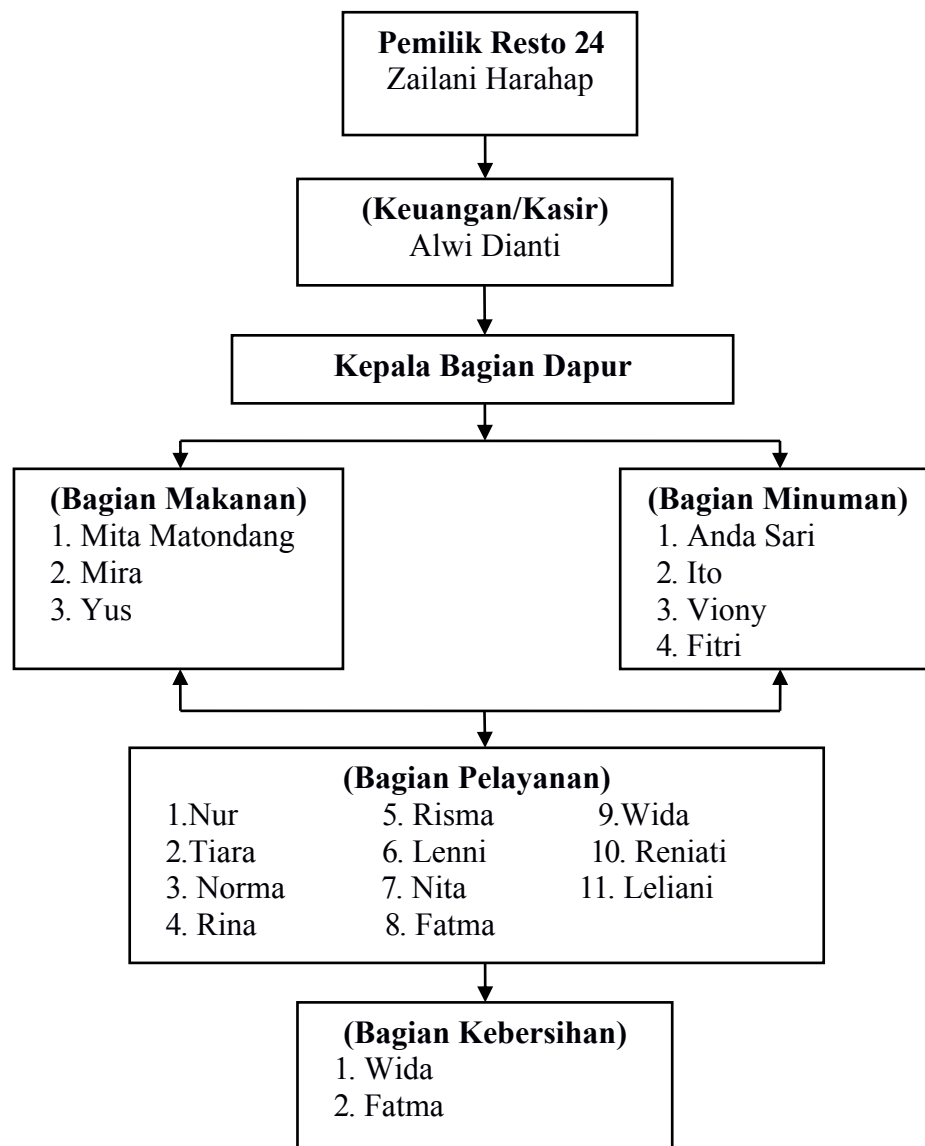 Pemilik Resto 24
Zailani Harahap
(Keuangan/Kasir)
Alwi Dianti
Kepala Bagian Dapur
(Bagian Makanan)
1. Mita Matondang
2. Mira
3. Yus
(Bagian Minuman)
1. Anda Sari
2. Ito
3. Viony
4. Fitri
(Bagian Pelayanan)
1.Nur 5. Risma 9.Wida
2.Tiara 6. Lenni 10. Reniati
3. Norma 7. Nita 11. Leliani
4. Rina 8. Fatma
(Bagian Kebersihan)
1. Wida
2. Fatma